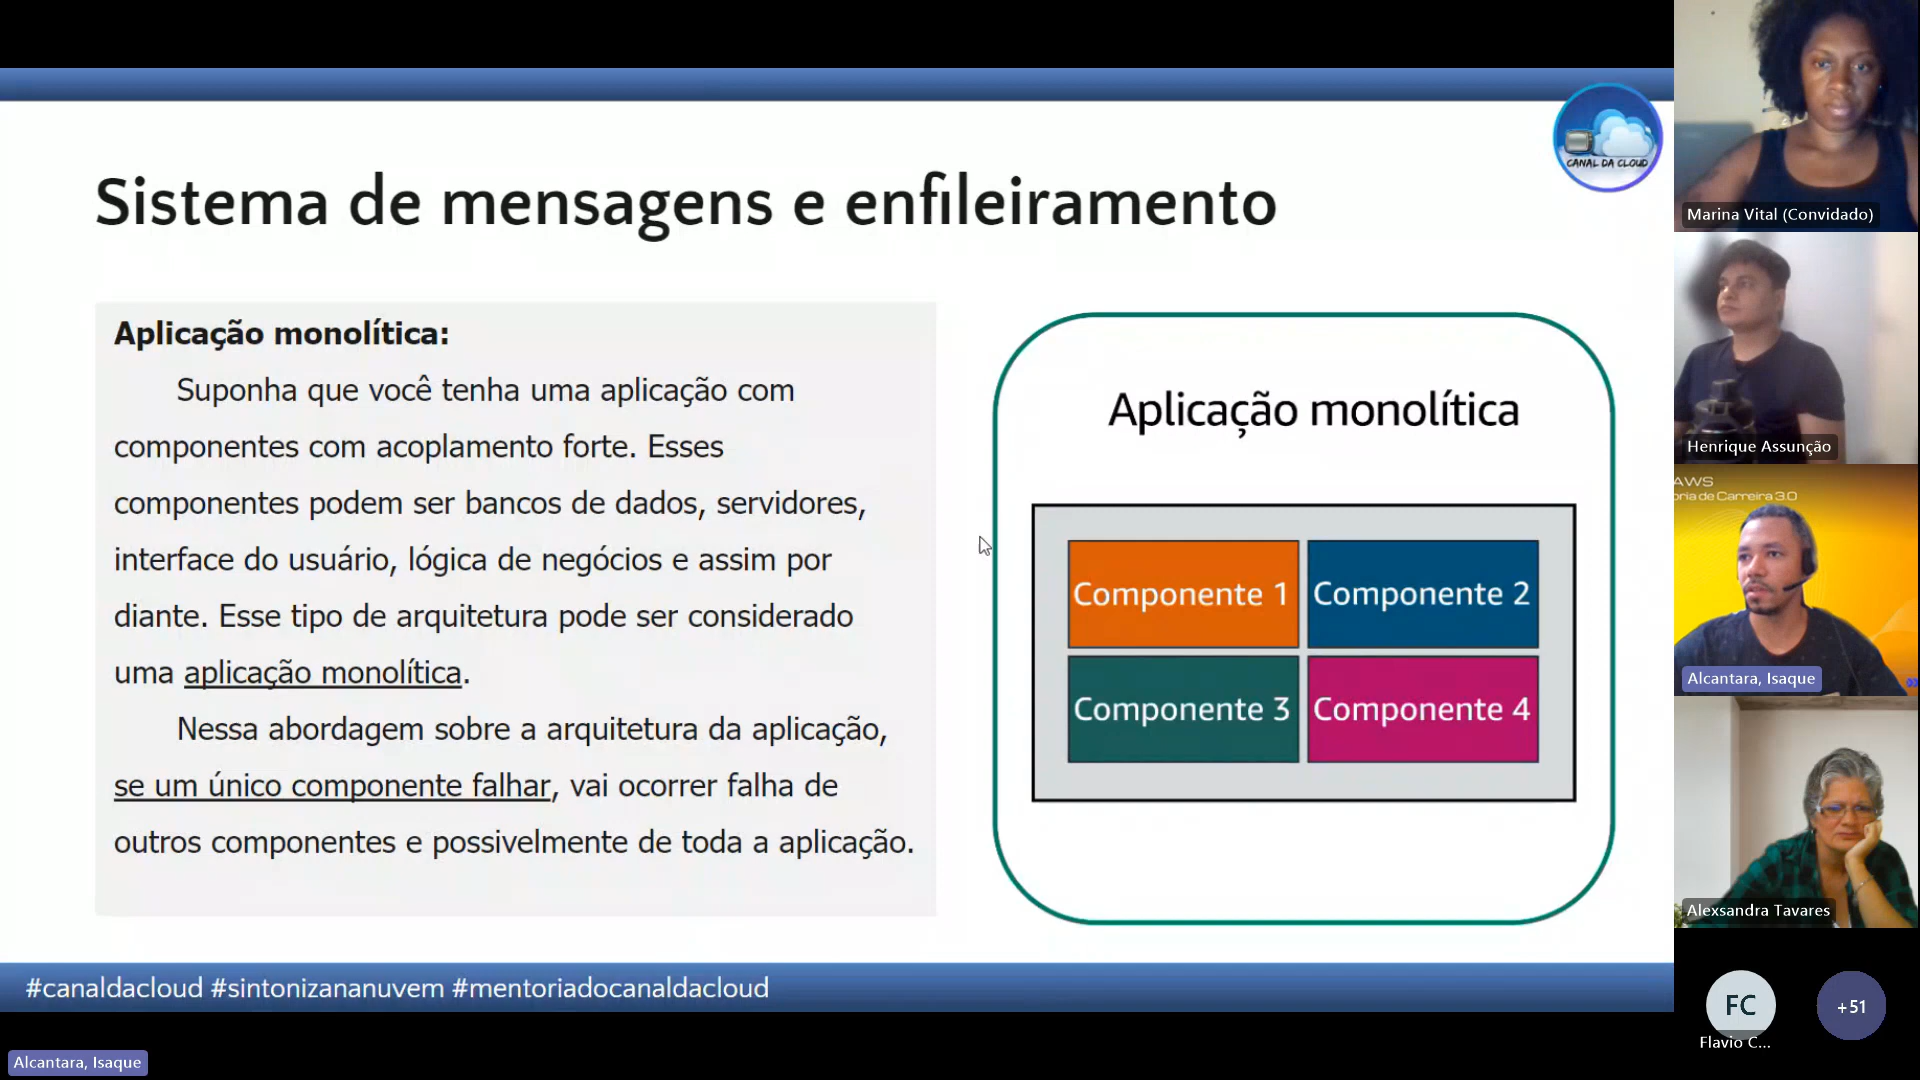 CANAL DA CLOUD
Sistema de mensagens e enfileiramento
Aplicação monolítica:
Suponha que você tenha uma aplicação com
componentes com acoplamento forte. Esses
componentes podem ser bancos de dados, servidores,
interface do usuário, lógica de negócios e assim por
diante. Esse tipo de arquitetura pode ser considerado
uma aplicação monolítica.
Nessa abordagem sobre a arquitetura da aplicação,
se um único componente falhar, vai ocorrer falha de
outros componentes e possivelmente de toda a aplicação.
Aplicação monolítica
Componente 1
Componente 2
Componente 3
Componente 4
#canaldacloud #sintonizananuvem #mentoriadocanaldacloud
Alcantara, Isaque
Marina Vital (Convidado)
Henrique Assunção
AWS
oria de Carreira 3.0
Alcantara, Isaque
Alexsandra Tavares
FC
+51
Flavio C...